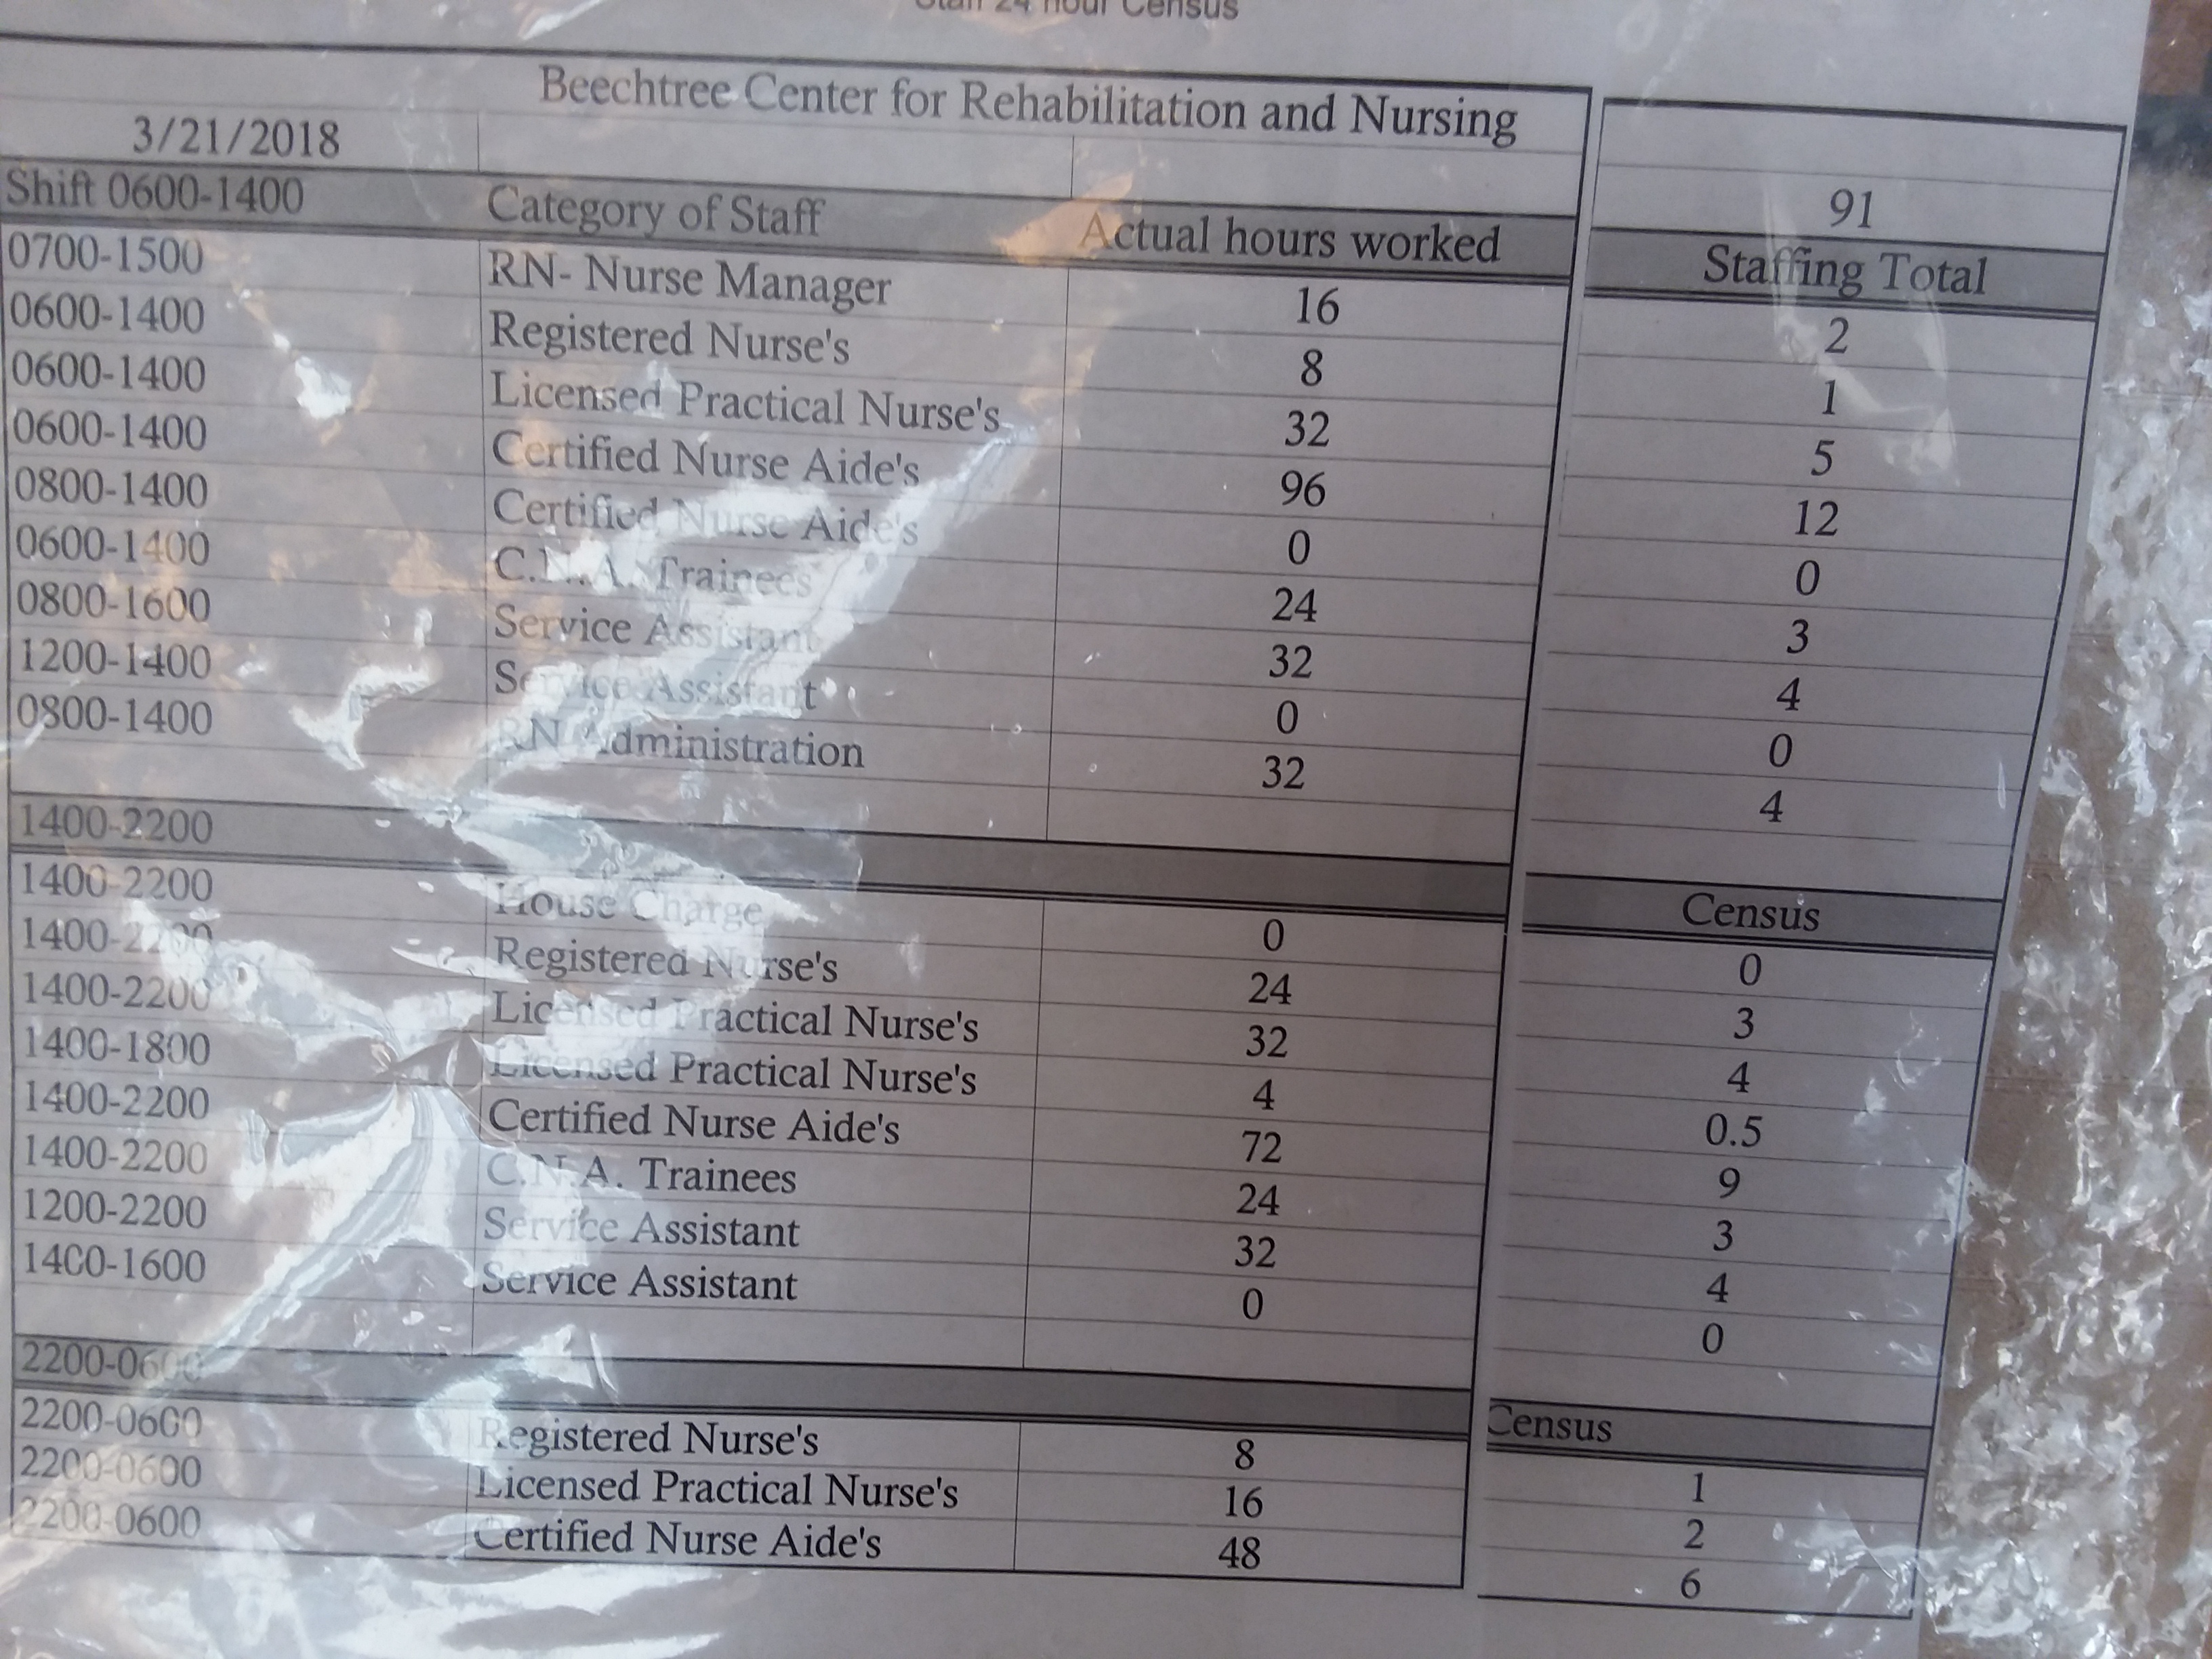 24 hour Census
Beechtree Center for Rehabilitation and Nursing
3/21/2018
91
Shift 0600-1400 Category of Staff Actual hours worked Staffing Total
0700-1500 RN- Nurse Manager 16 2
0600-1400 Registered Nurse's 8 1
0600-1400 Licensed Practical Nurse's 32 5
0600-1400 Certified Nurse Aide's 96 12
0800-1400 Certified Nurse Aide's 0 0
0600-1400 C.N.A. Trainees 24 3
0800-1600 Service Assistant 32 4
1200-1400 Service Assistant 0 0
0800-1400 RN Administration 32 4
1400-2200 Census
1400-2200 House Charge 0 0
1400-2200 Registered Nurse's 24 3
1400-2200 Licensed Practical Nurse's 32 4
1400-1800 Licensed Practical Nurse's 4 0.5
1400-2200 Certified Nurse Aide's 72 9
1400-2200 C.N.A. Trainees 24 3
1200-2200 Service Assistant 32 4
1400-1600 Service Assistant 0 0
2200-0600 Census
2200-0600 Registered Nurse's 8 1
2200-0600 Licensed Practical Nurse's 16 2
2200-0600 Certified Nurse Aide's 48 6